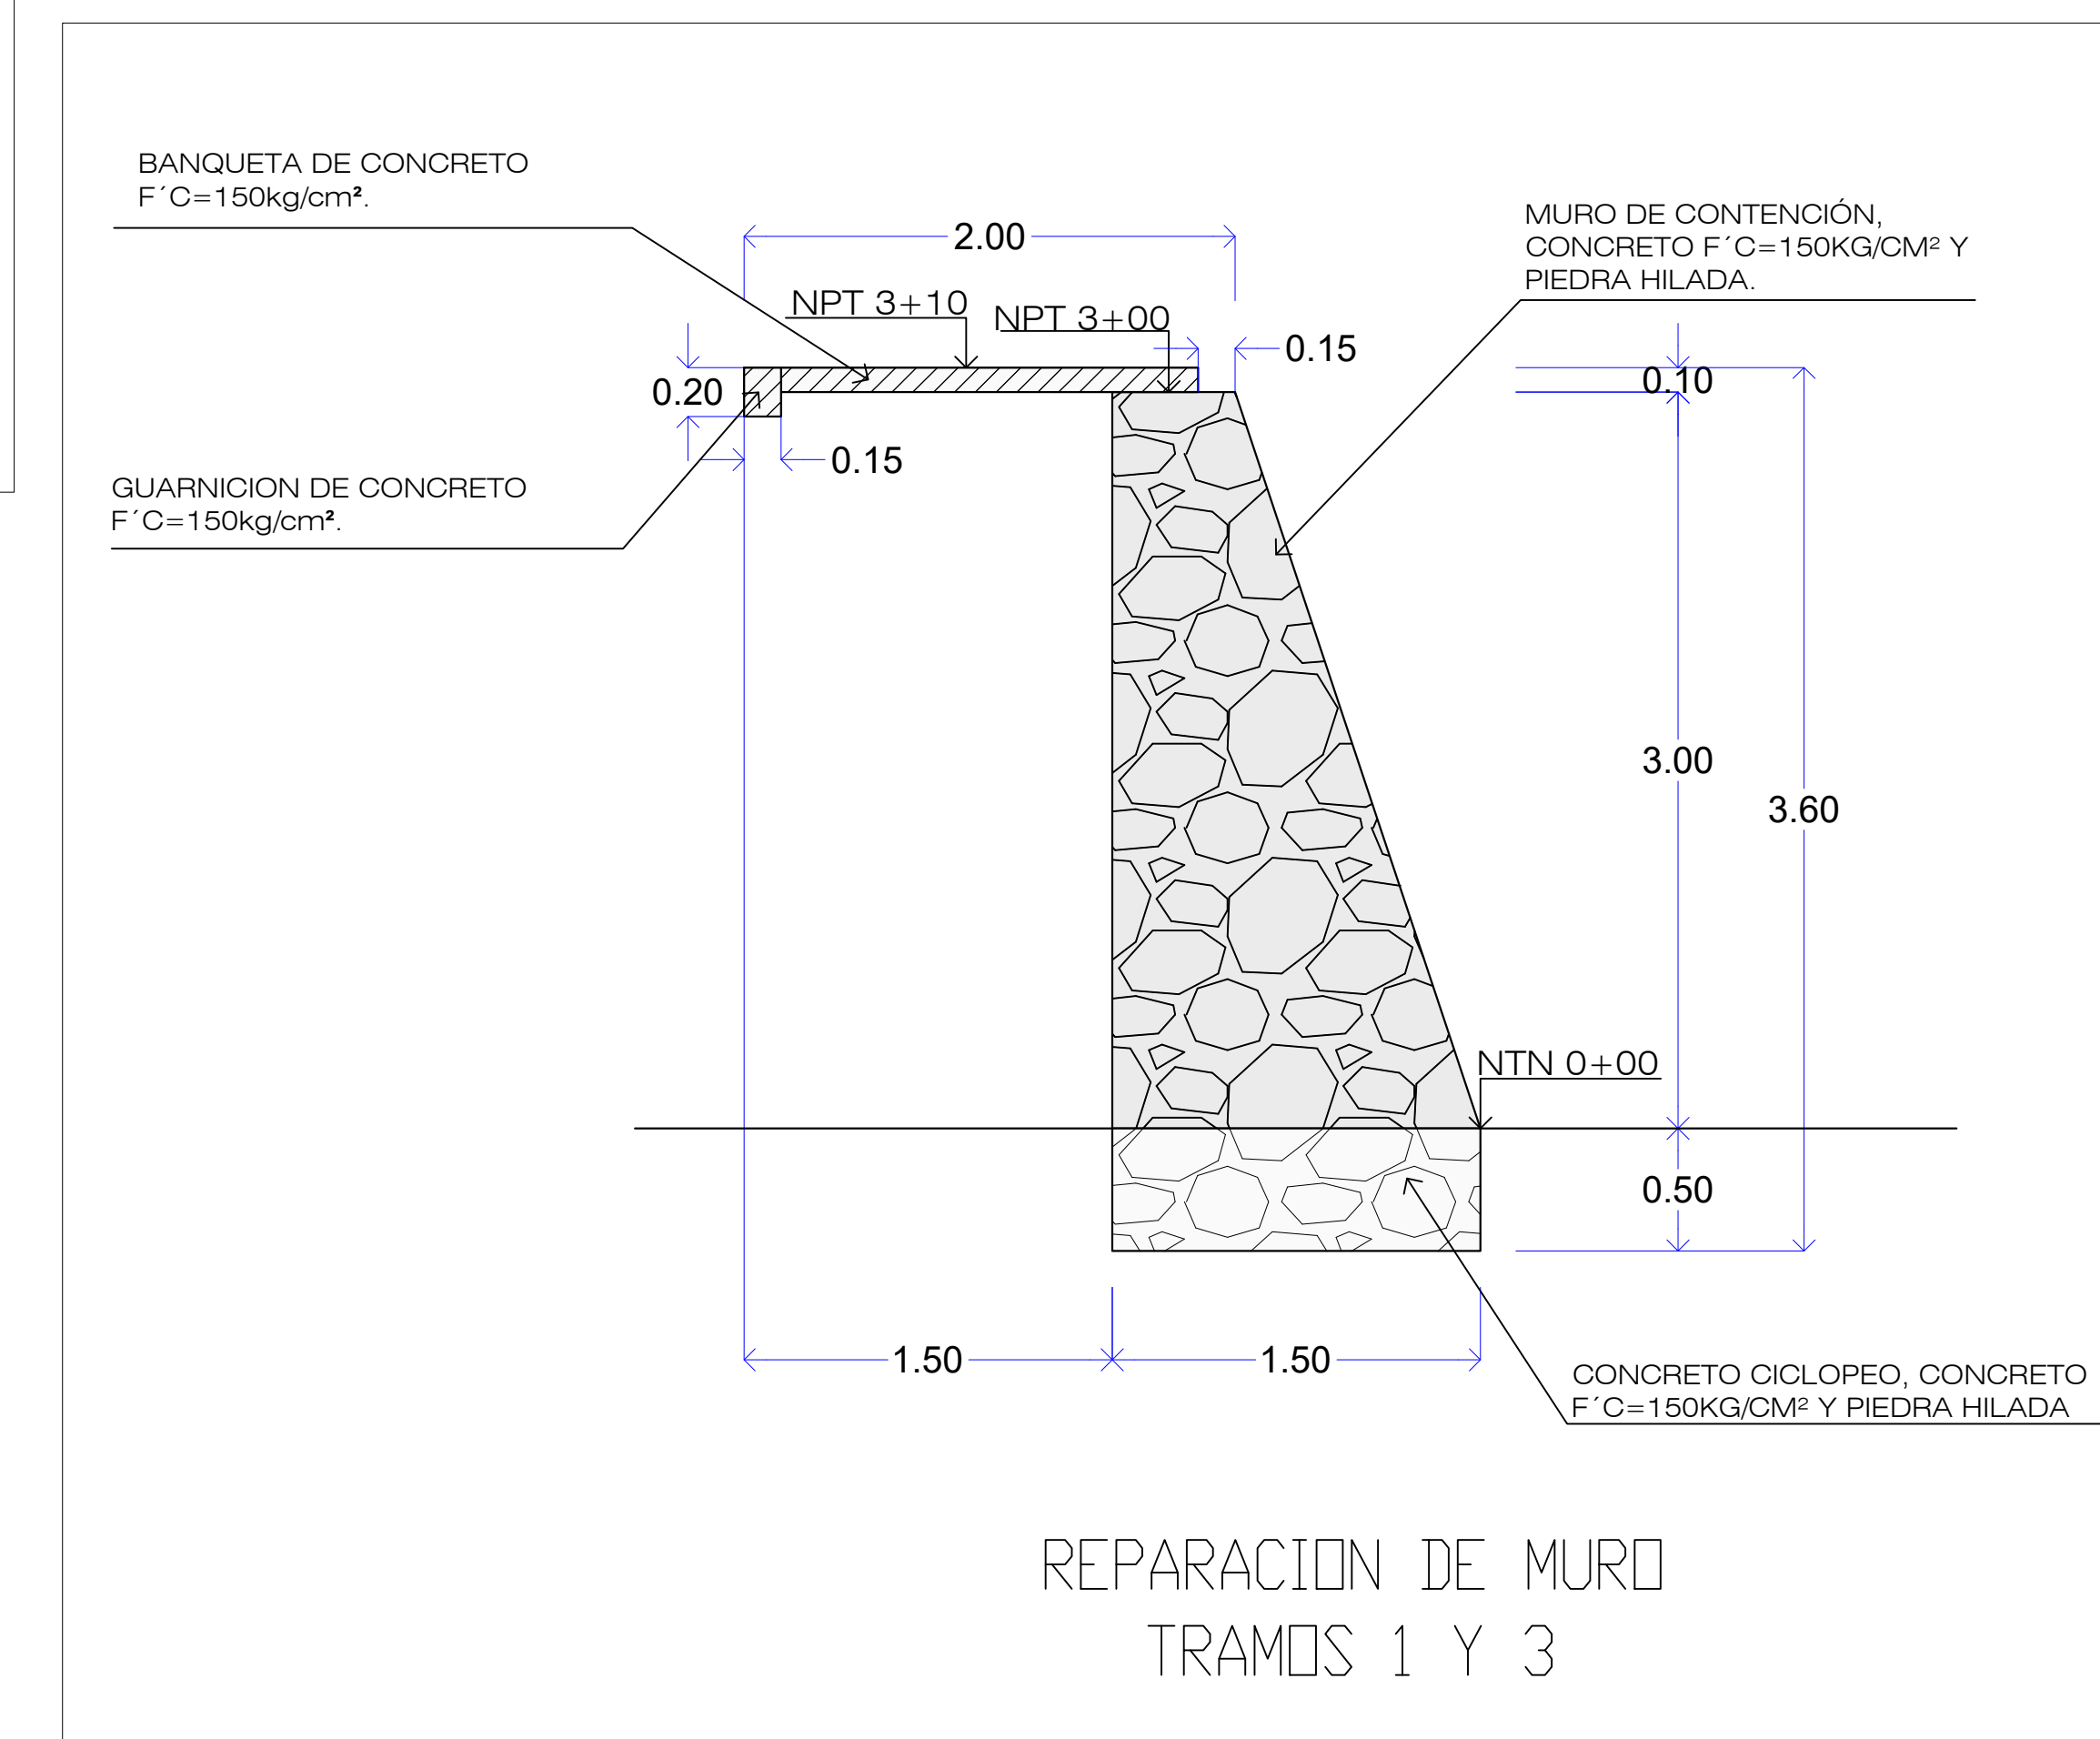 BANQUETA DE CONCRETO
F´C=150kg/cm².
MURO DE CONTENCIÓN,
CONCRETO F´C=150KG/CM² Y
PIEDRA HILADA.
2.00
NPT 3+10
NPT 3+00
0.15
0.10
0.20
0.15
GUARNICION DE CONCRETO
F´C=150kg/cm².
3.00
3.60
NTN 0+00
0.50
1.50
1.50
CONCRETO CICLOPEO, CONCRETO
F´C=150KG/CM² Y PIEDRA HILADA
REPARACION DE MURO
TRAMOS 1 Y 3